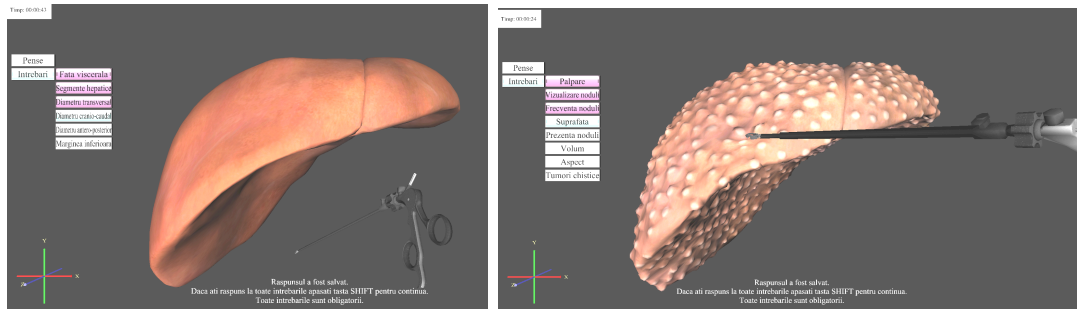 Timp: 00:00:43
Pense
Intrebari
Fata viscerala
Segmente hepatice
Diametru transversal
Diametru cranio-caudal
Diametru antero-posterior
Marginea inferioara
Y
X
Z
Raspunsul a fost salvat.
Daca ati raspuns la toate intrebarile apasati tasta SHIFT pentru continua.
Toate intrebarile sunt obligatorii.
Timp: 00:00:24
Pense
Intrebari
Palpare
Vizualizare noduli
Frecventa noduli
Suprafata
Prezenta noduli
Volum
Aspect
Tumori chistice
Y
X
Z
Raspunsul a fost salvat.
Daca ati raspuns la toate intrebarile apasati tasta SHIFT pentru continua.
Toate intrebarile sunt obligatorii.